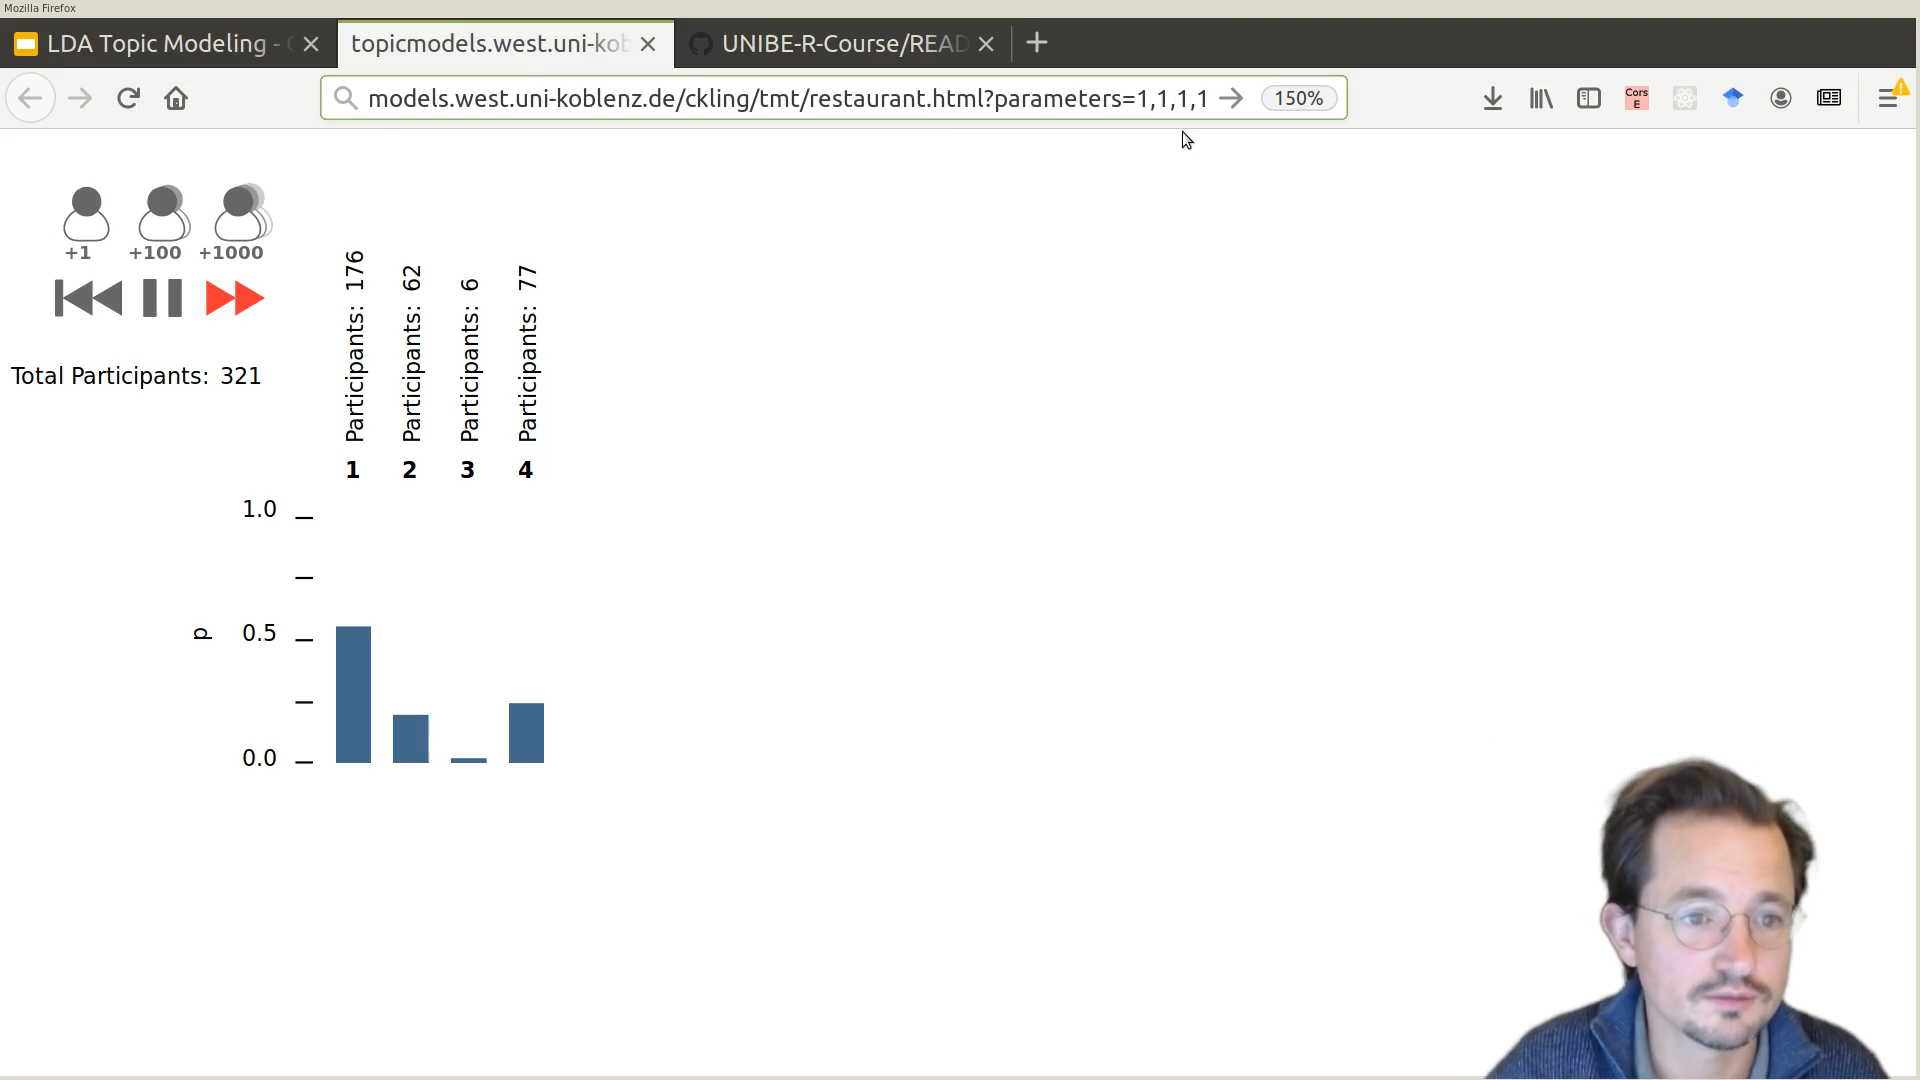 Mozilla Firefox
LDA Topic Modeling -
topicmodels.west.uni-kob
UNIBE-R-Course/READ
models.west.uni-koblenz.de/ckling/tmt/restaurant.html?parameters=1,1,1,1
150%
Cors
E
+1 +100 +1000
Total Participants: 321
Participants: 176
Participants: 62
Participants: 6
Participants: 77
1 2 3 4
1.0
0.5
0.0
p